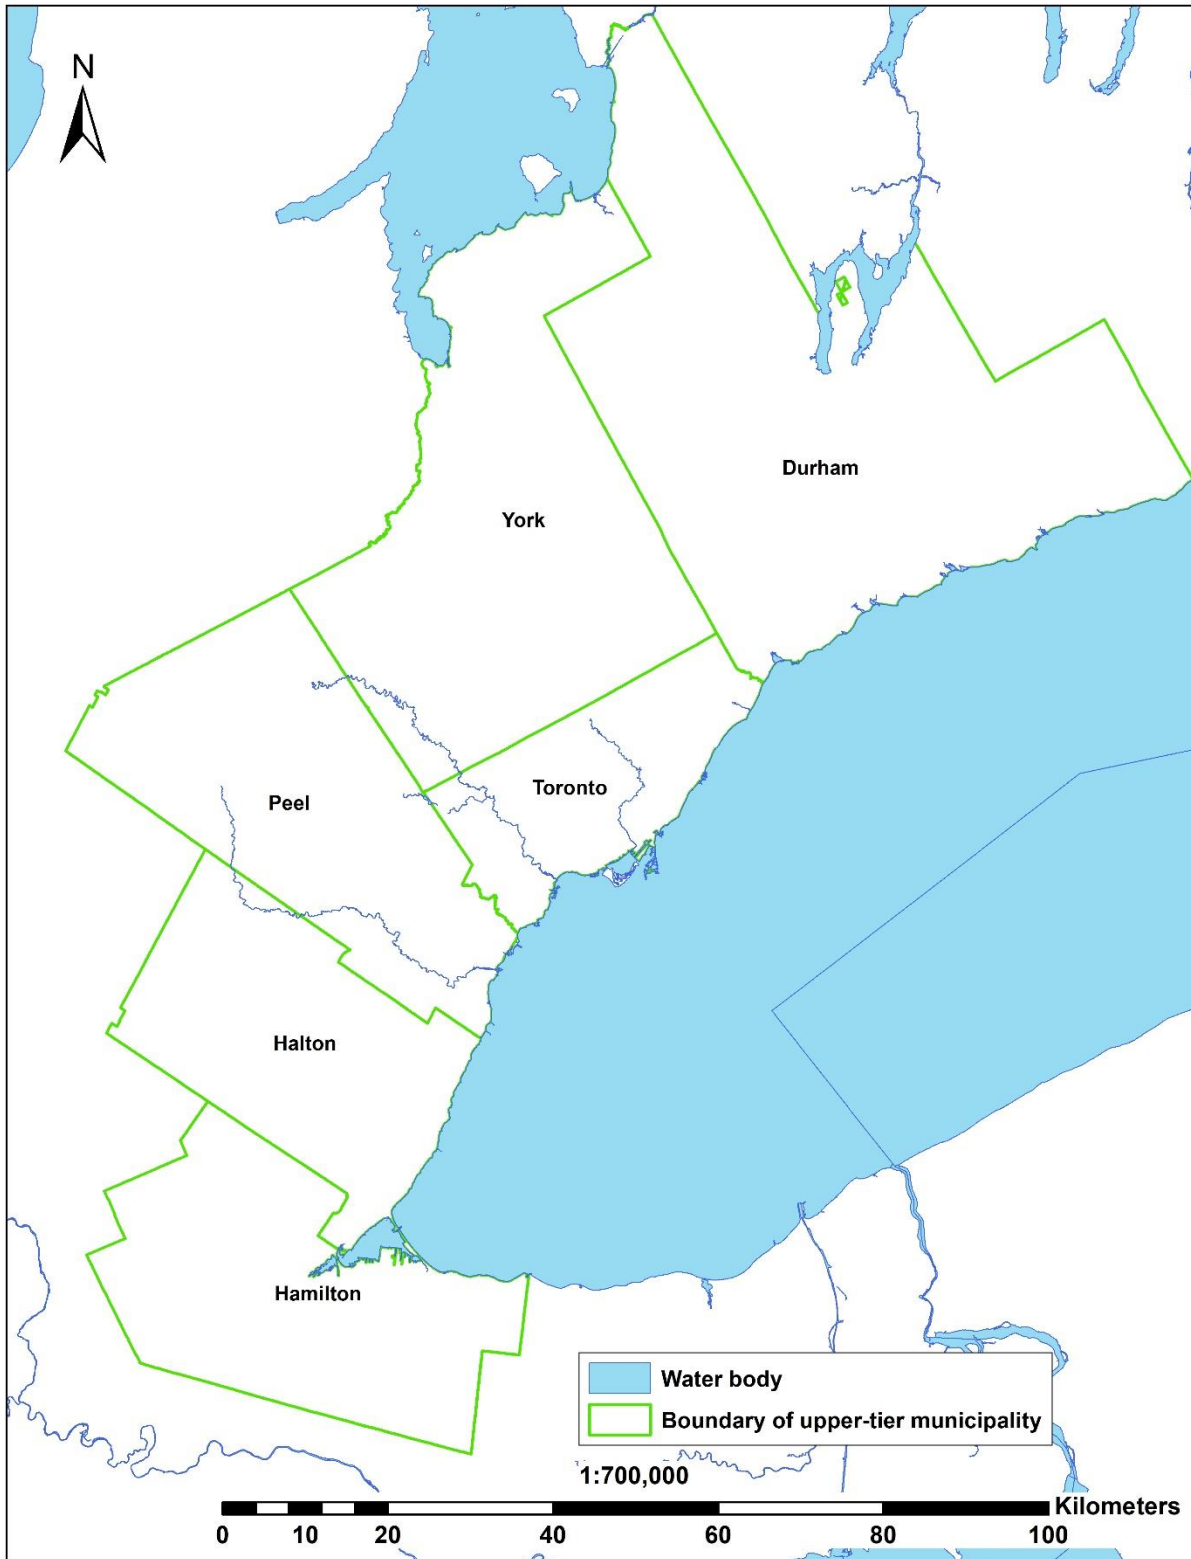 N
Durham
York
Toronto
Peel
Halton
Hamilton
Water body
Boundary of upper-tier municipality
1:700,000
Kilometers
0 10 20 40 60 80 100